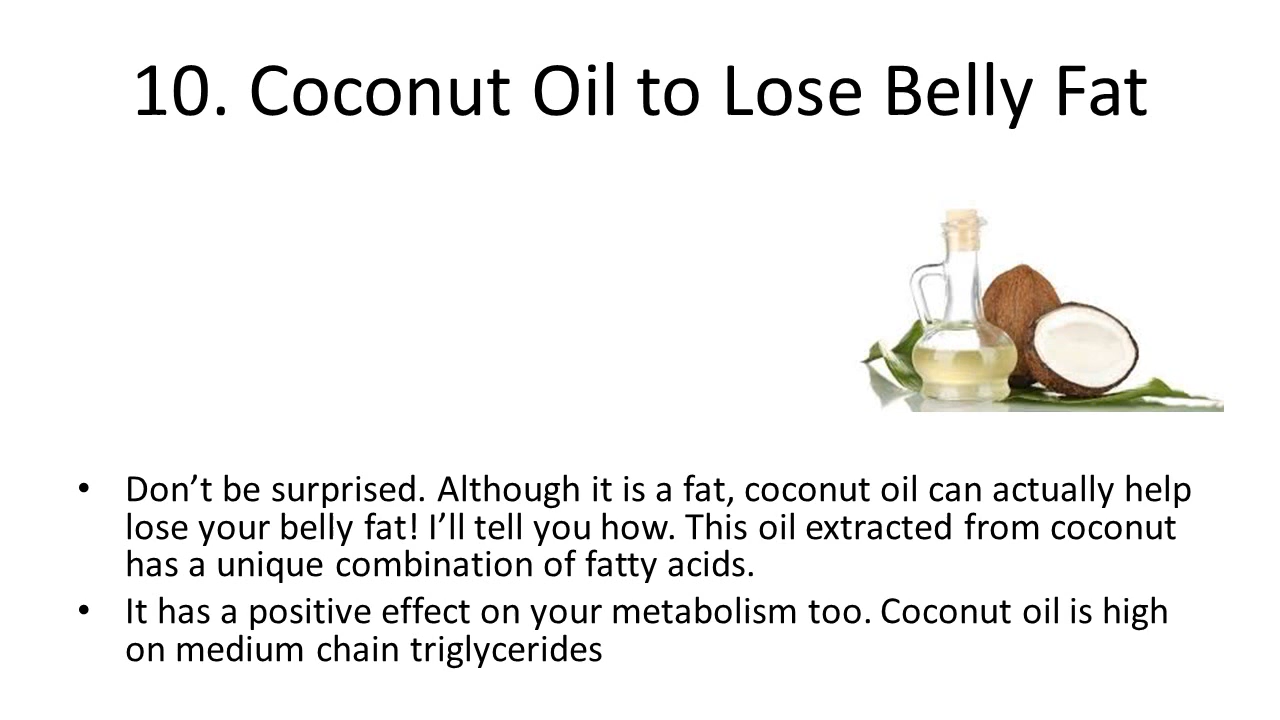 10. Coconut Oil to Lose Belly Fat
• Don’t be surprised. Although it is a fat, coconut oil can actually help
lose your belly fat! I’ll tell you how. This oil extracted from coconut
has a unique combination of fatty acids.
• It has a positive effect on your metabolism too. Coconut oil is high
on medium chain triglycerides